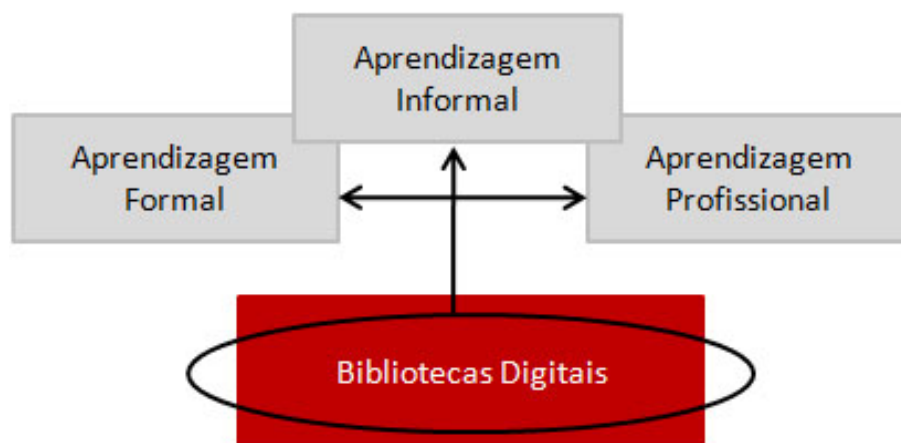 Aprendizagem
Informal
Aprendizagem
Formal
Aprendizagem
Profissional
Bibliotecas Digitais